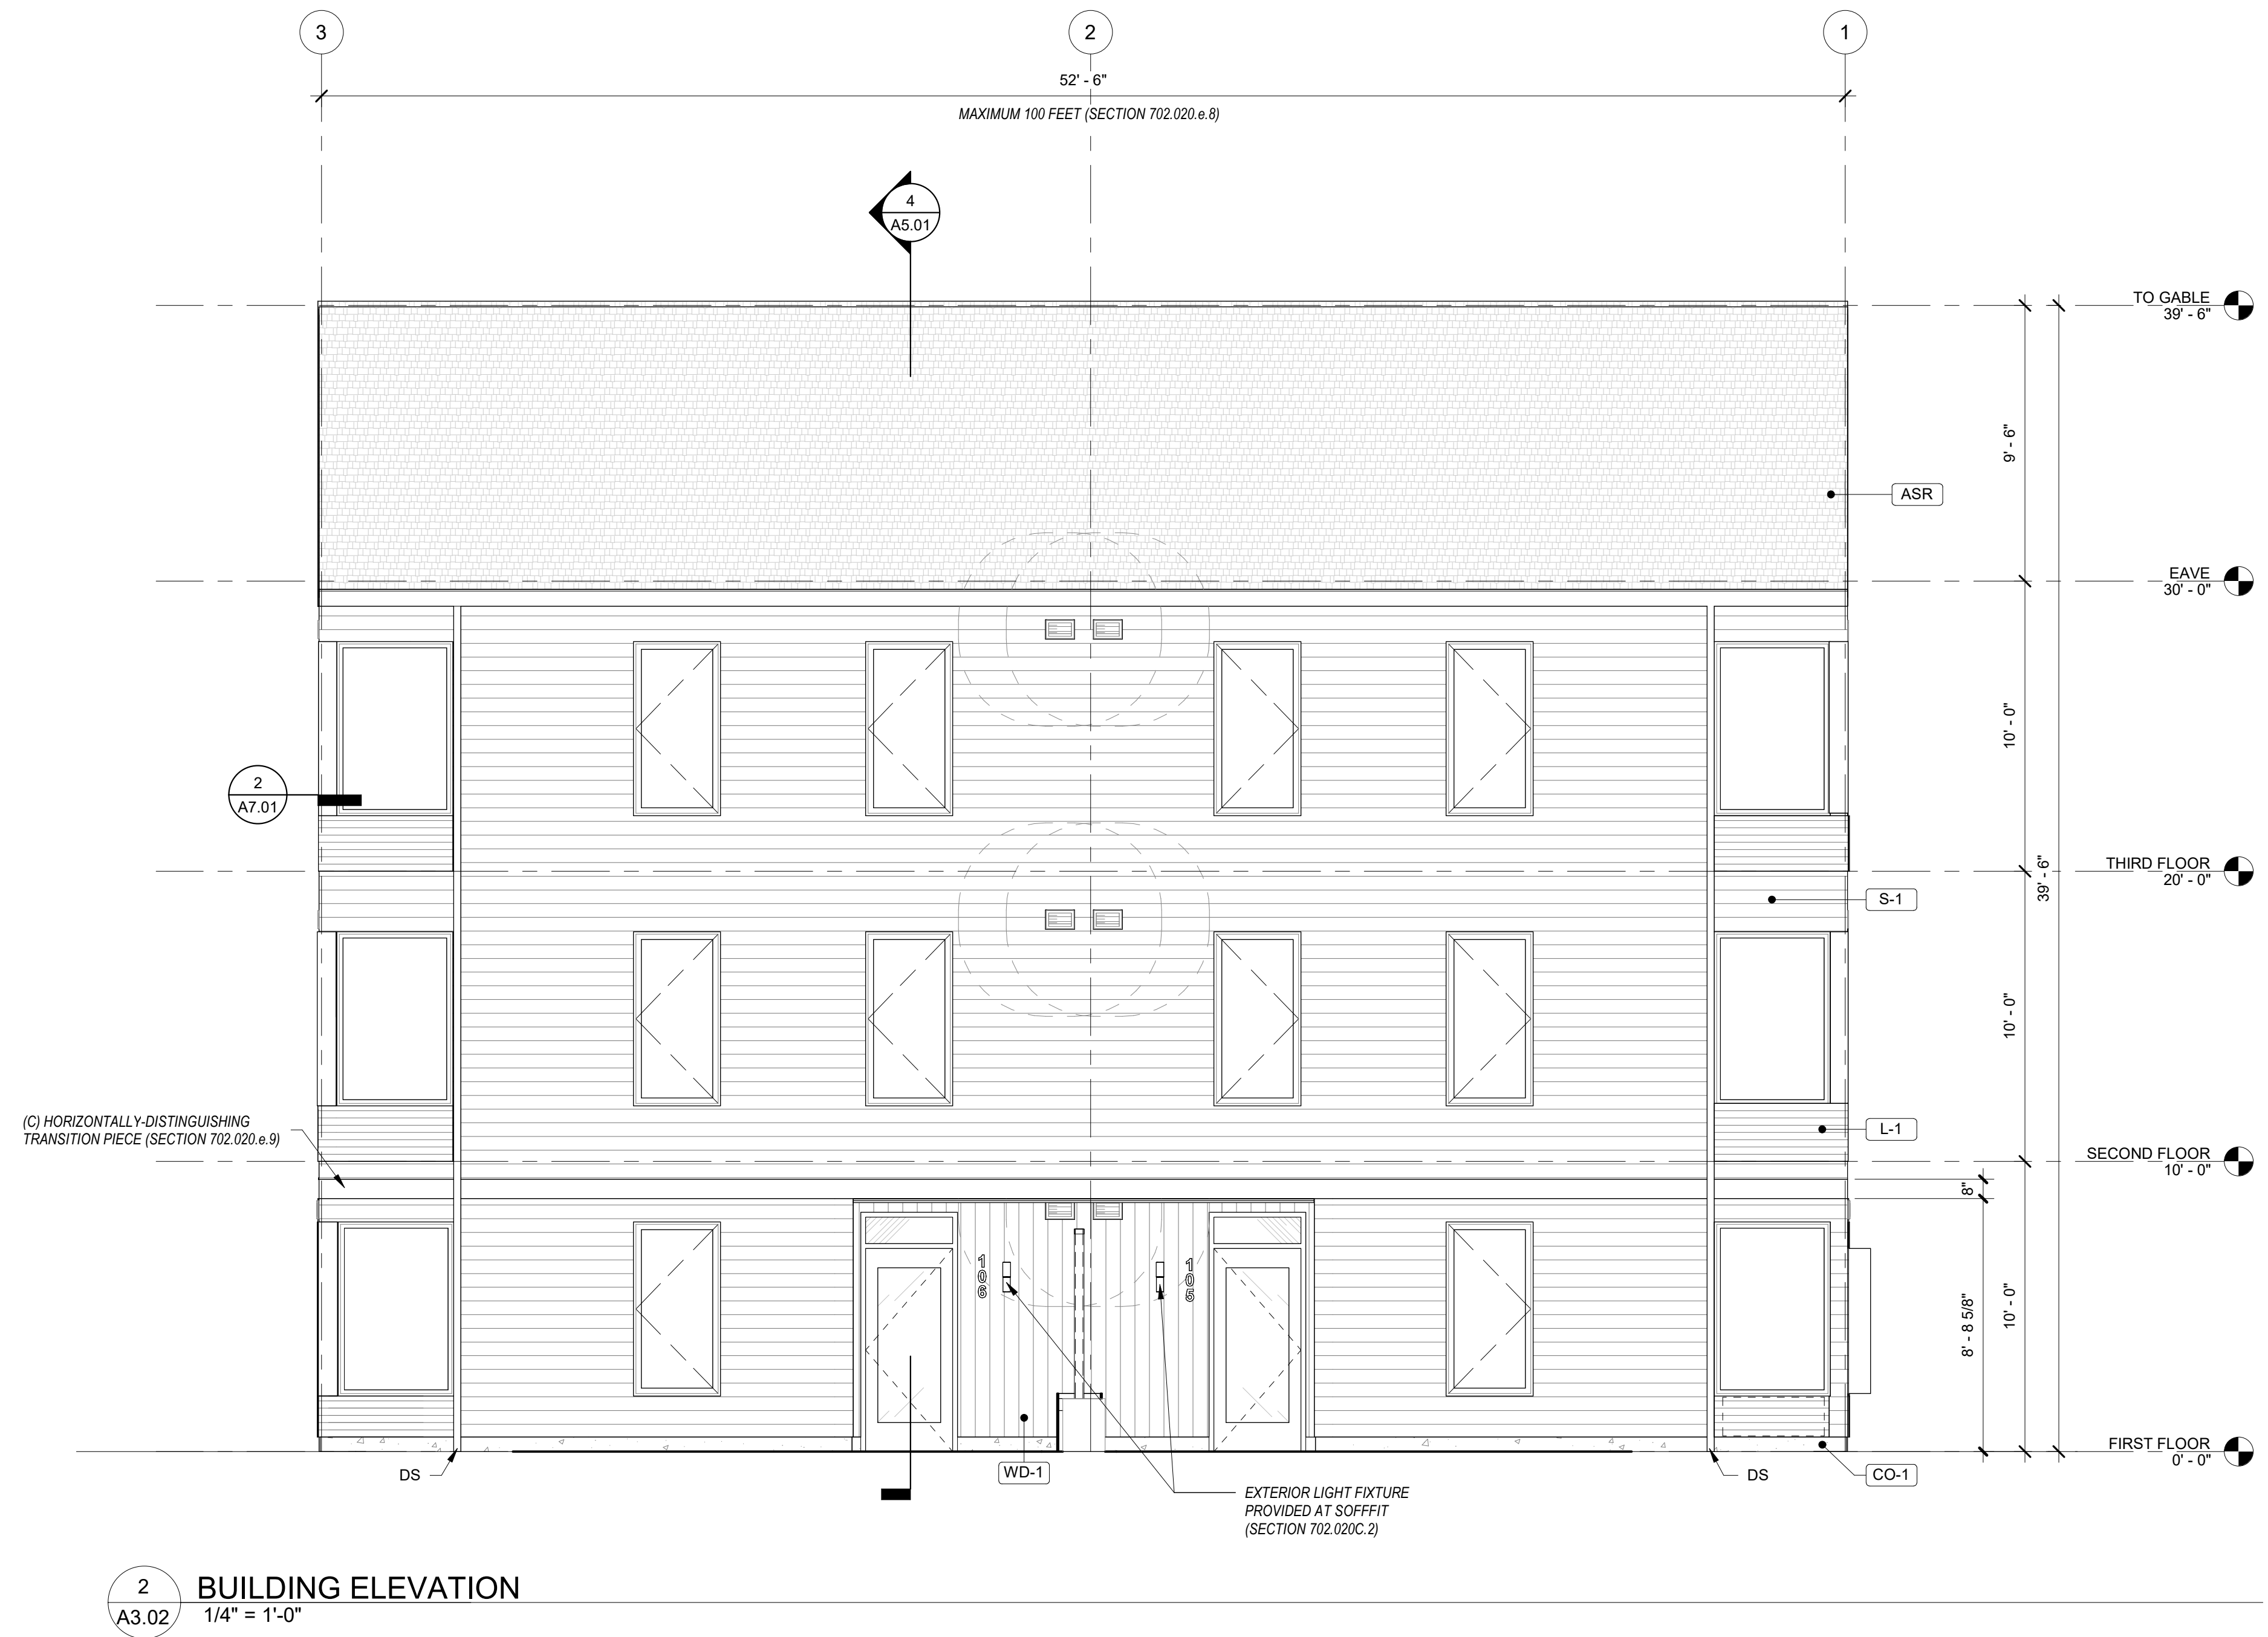 3
2
1
52' - 6"
MAXIMUM 100 FEET (SECTION 702.020.e.8)
4
A5.01
TO GABLE
39' - 6"
9' - 6"
ASR
EAVE
30' - 0"
10' - 0"
2
A7.01
THIRD FLOOR
20' - 0"
39' - 6"
S-1
10' - 0"
(C) HORIZONTALLY-DISTINGUISHING
TRANSITION PIECE (SECTION 702.020.e.9)
L-1
SECOND FLOOR
10' - 0"
8"
106
105
8' - 8 5/8"
10' - 0"
FIRST FLOOR
0' - 0"
DS
WD-1
DS
CO-1
EXTERIOR LIGHT FIXTURE
PROVIDED AT SOFFFIT
(SECTION 702.020C.2)
2
A3.02
BUILDING ELEVATION
1/4" = 1'-0"